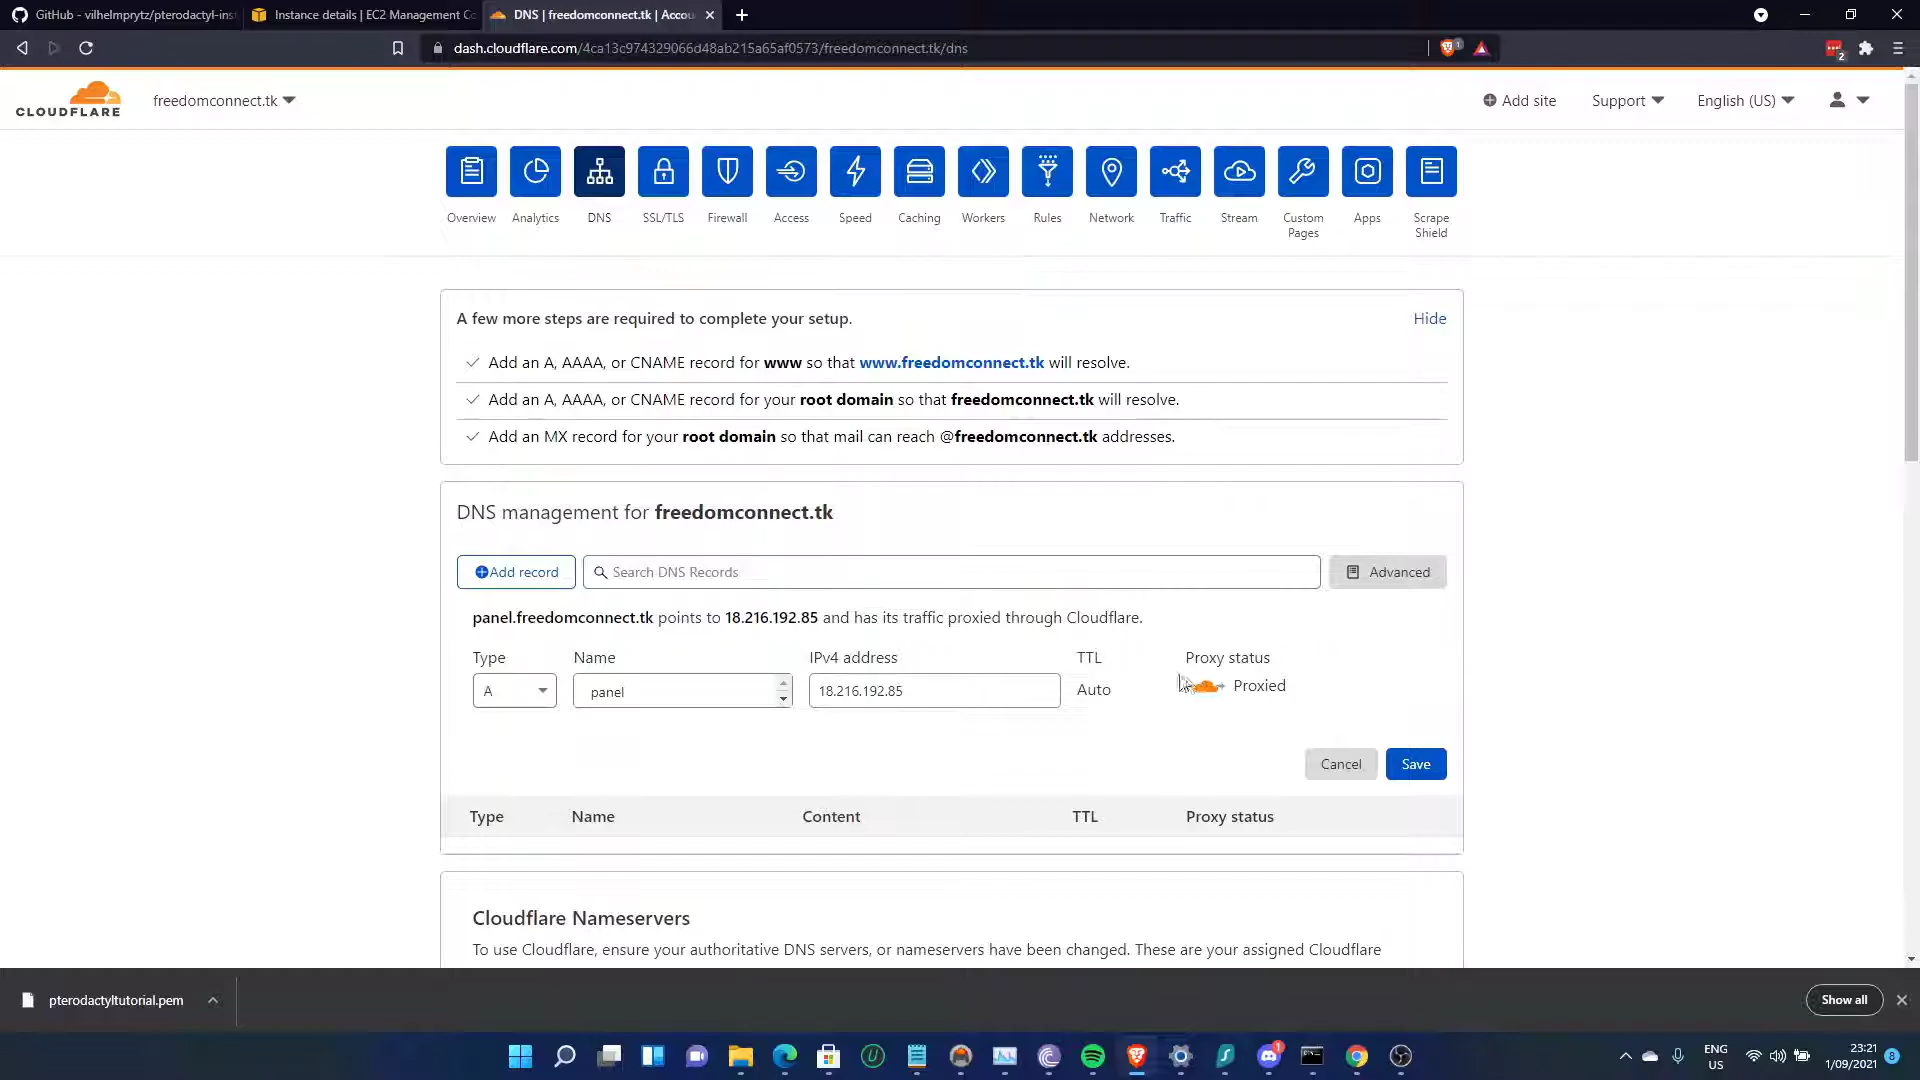 GitHub - vilhelmprytz/pterodactyl-inst
Instance details | EC2 Management Co
DNS | freedomconnect.tk | Accou
dash.cloudflare.com/4ca13c974329066d48ab215a65af0573/freedomconnect.tk/dns
1
2
CLOUDFLARE
freedomconnect.tk
Add site
Support
English (US)
Overview
Analytics
DNS
SSL/TLS
Firewall
Access
Speed
Caching
Workers
Rules
Network
Traffic
Stream
Custom Pages
Apps
Scrape Shield
A few more steps are required to complete your setup.
Hide
Add an A, AAAA, or CNAME record for www so that www.freedomconnect.tk will resolve.
Add an A, AAAA, or CNAME record for your root domain so that freedomconnect.tk will resolve.
Add an MX record for your root domain so that mail can reach @freedomconnect.tk addresses.
DNS management for freedomconnect.tk
Add record
Search DNS Records
Advanced
panel.freedomconnect.tk points to 18.216.192.85 and has its traffic proxied through Cloudflare.
Type Name IPv4 address TTL Proxy status
A panel 18.216.192.85 Auto Proxied
Cancel
Save
Type Name Content TTL Proxy status
Cloudflare Nameservers
To use Cloudflare, ensure your authoritative DNS servers, or nameservers have been changed. These are your assigned Cloudflare
pterodactyltutorial.pem
Show all
1
ENG
US
23:21
1/09/2021
8